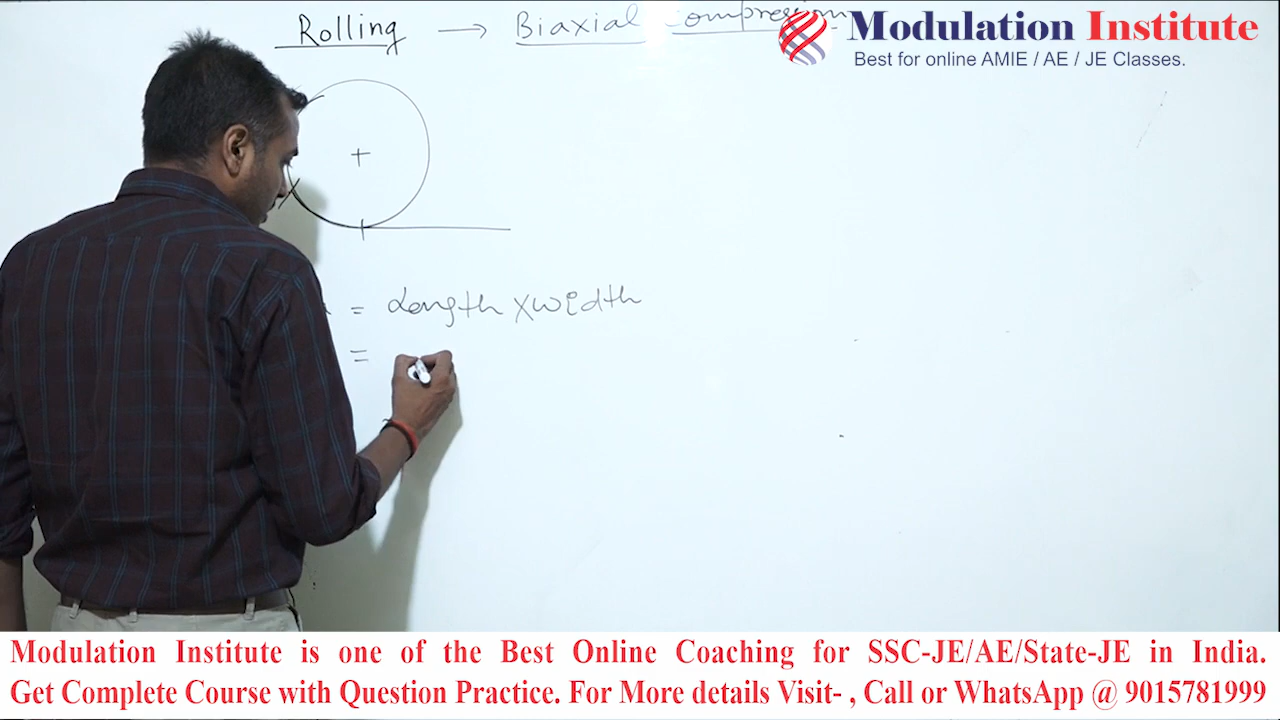 Rolling → Biaxial Compression
Modulation Institute
Best for online AMIE / AE / JE Classes.
= Length × width
=
Modulation Institute is one of the Best Online Coaching for SSC-JE/AE/State-JE in India.
Get Complete Course with Question Practice. For More details Visit- , Call or WhatsApp @ 9015781999